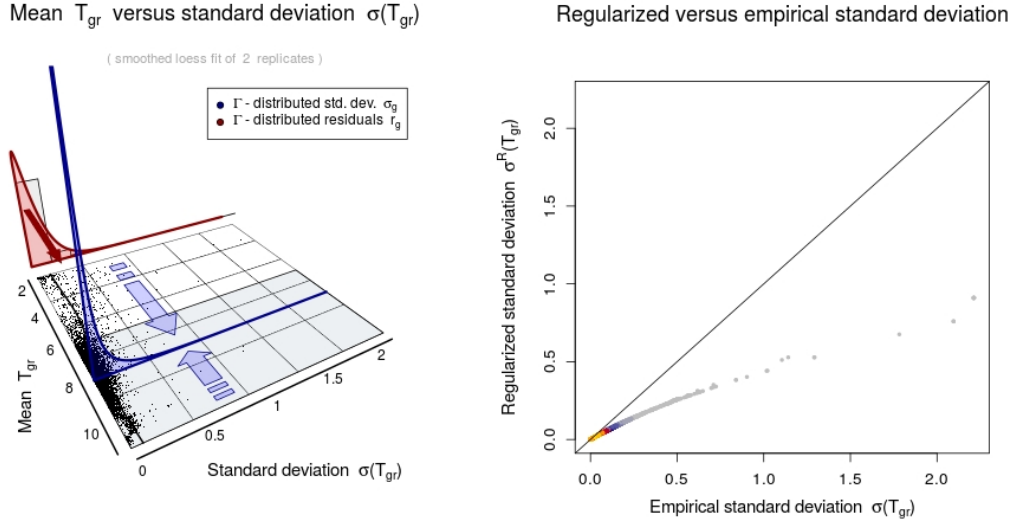 Mean T_gr versus standard deviation σ(T_gr)
( smoothed loess fit of 2 replicates )
Γ - distributed std. dev. σ_g
Γ - distributed residuals r_g
2
4
6
8
10
Mean T_gr
0
0.5
1
1.5
2
Standard deviation σ(T_gr)
Regularized versus empirical standard deviation
Regularized standard deviation σ^R(T_gr)
2.0
1.5
1.0
0.5
0.0
0.0 0.5 1.0 1.5 2.0
Empirical standard deviation σ(T_gr)